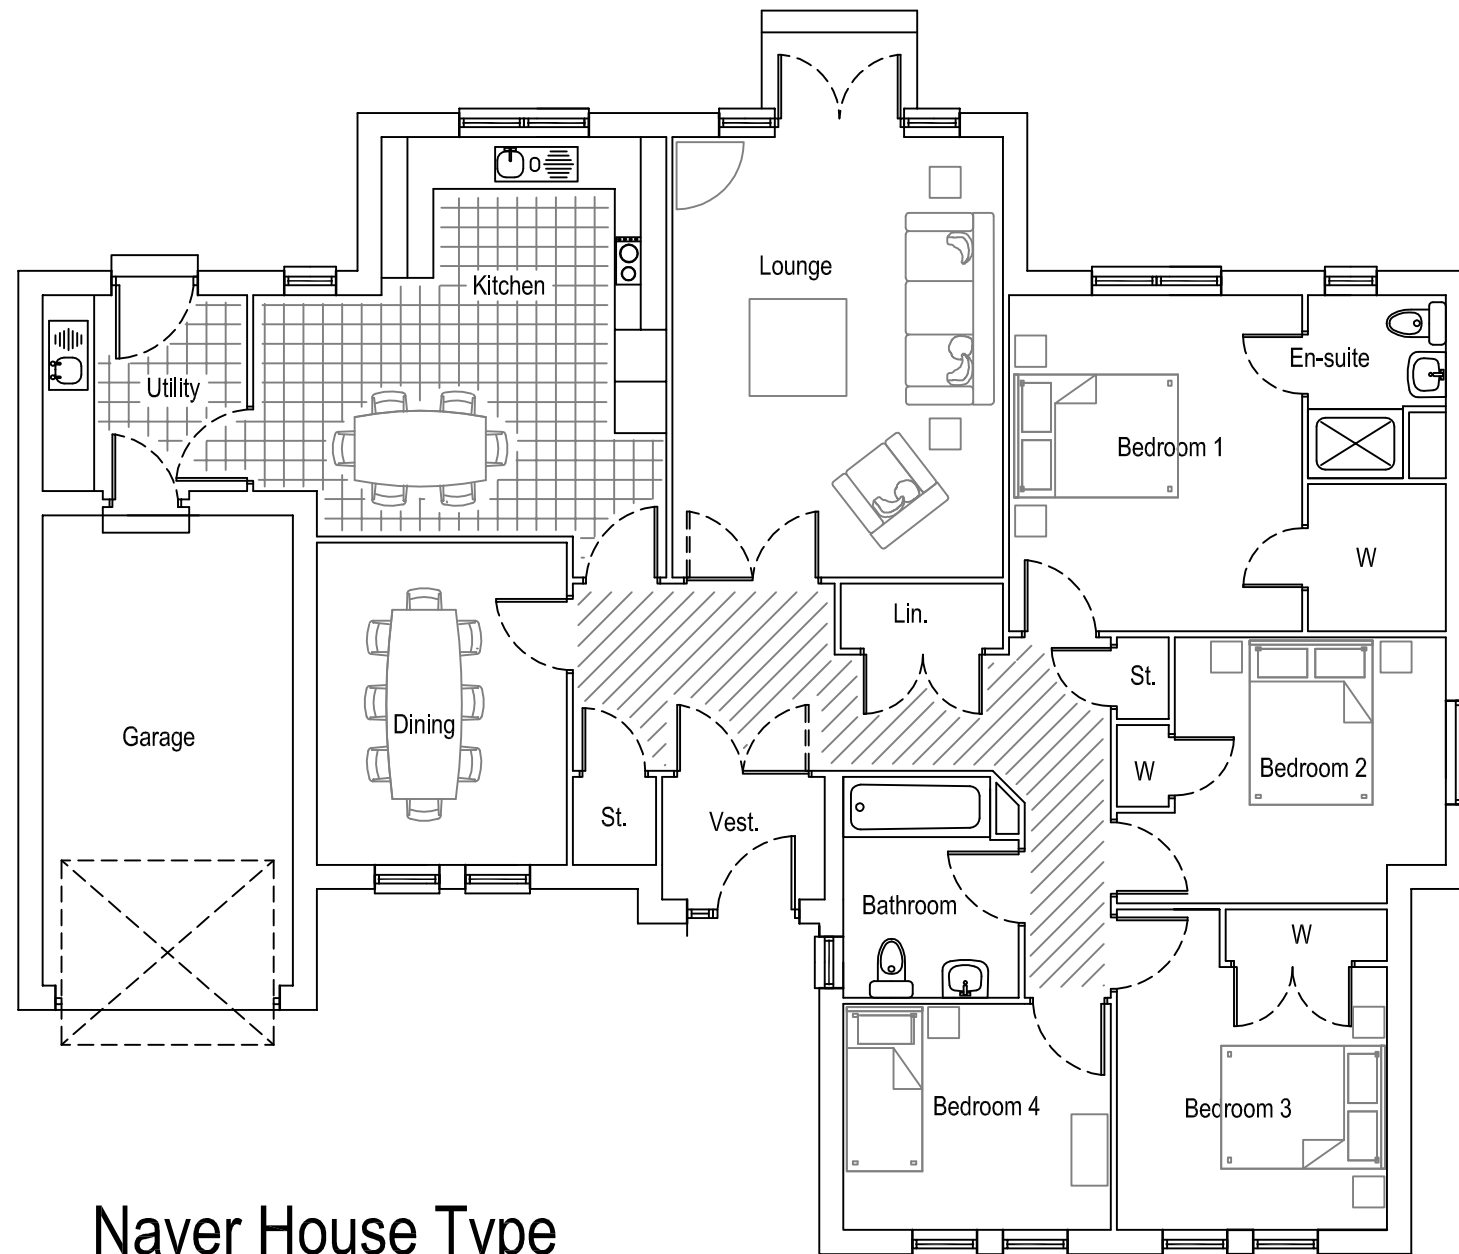 Lounge
Kitchen
En-suite
Utility
Bedroom 1
W
Lin.
St.
Dining
Garage
Bedroom 2
W
St.
Vest.
Bathroom
W
Bedroom 4
Bedroom 3
Naver House Type